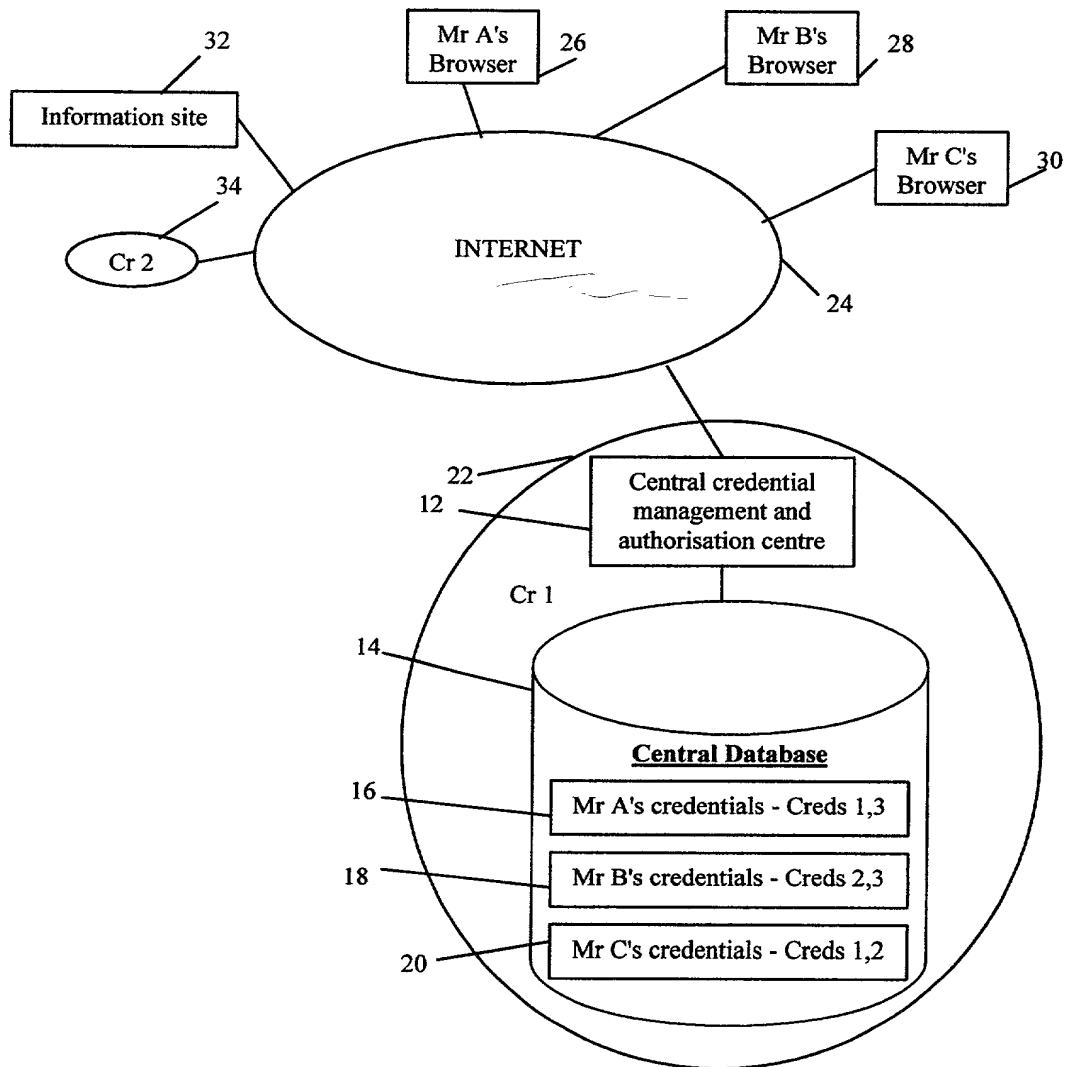 32
Mr A's
Browser
26
Mr B's
Browser
28
Information site
Mr C's
Browser
30
34
Cr 2
INTERNET
24
22
12
Central credential
management and
authorisation centre
Cr 1
14
Central Database
16
Mr A's credentials - Creds 1,3
18
Mr B's credentials - Creds 2,3
20
Mr C's credentials - Creds 1,2